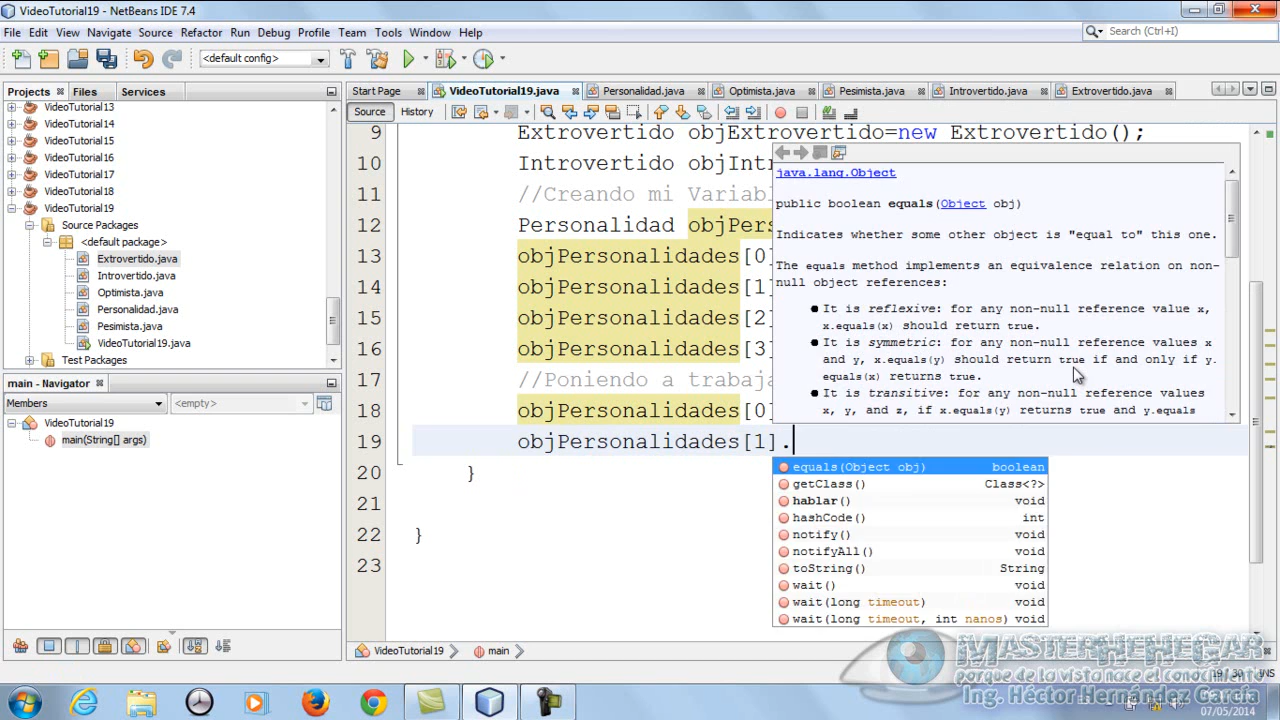 VideoTutorial19 - NetBeans IDE 7.4
File Edit View Navigate Source Refactor Run Debug Profile Team Tools Window Help
Search (Ctrl+I)
<default config>
Projects Files Services
Start Page VideoTutorial19.java Personalidad.java Optimista.java Pesimista.java Introvertido.java Extrovertido.java
Source History
VideoTutorial13
VideoTutorial14
VideoTutorial15
VideoTutorial16
VideoTutorial17
VideoTutorial18
VideoTutorial19
Source Packages
<default package>
Extrovertido.java
Introvertido.java
Optimista.java
Personalidad.java
Pesimista.java
VideoTutorial19.java
Test Packages
main - Navigator
Members <empty>
VideoTutorial19
main(String[] args)
9 Extrovertido objExtrovertido=new Extrovertido();
10 Introvertido objIntr
11 //Creando mi Variabl
12 Personalidad objPers
13 objPersonalidades[0]
14 objPersonalidades[1]
15 objPersonalidades[2]
16 objPersonalidades[3]
17 //Poniendo a trabaja
18 objPersonalidades[0]
19 objPersonalidades[1].
20 }
21
22 }
23
java.lang.Object
public boolean equals(Object obj)
Indicates whether some other object is "equal to" this one.
The equals method implements an equivalence relation on non-
null object references:
It is reflexive: for any non-null reference value x,
x.equals(x) should return true.
It is symmetric: for any non-null reference values x
and y, x.equals(y) should return true if and only if y.
equals(x) returns true.
It is transitive: for any non-null reference values
x, y, and z, if x.equals(y) returns true and y.equals
equals(Object obj) boolean
getClass() Class<?>
hablar() void
hashCode() int
notify() void
notifyAll() void
toString() String
wait() void
wait(long timeout) void
wait(long timeout, int nanos) void
VideoTutorial19 main
19 30 INS
MASTERHEHEGAR
porque de la vista nace el conocimiento
Ing. Héctor Hernández García
07/05/2014